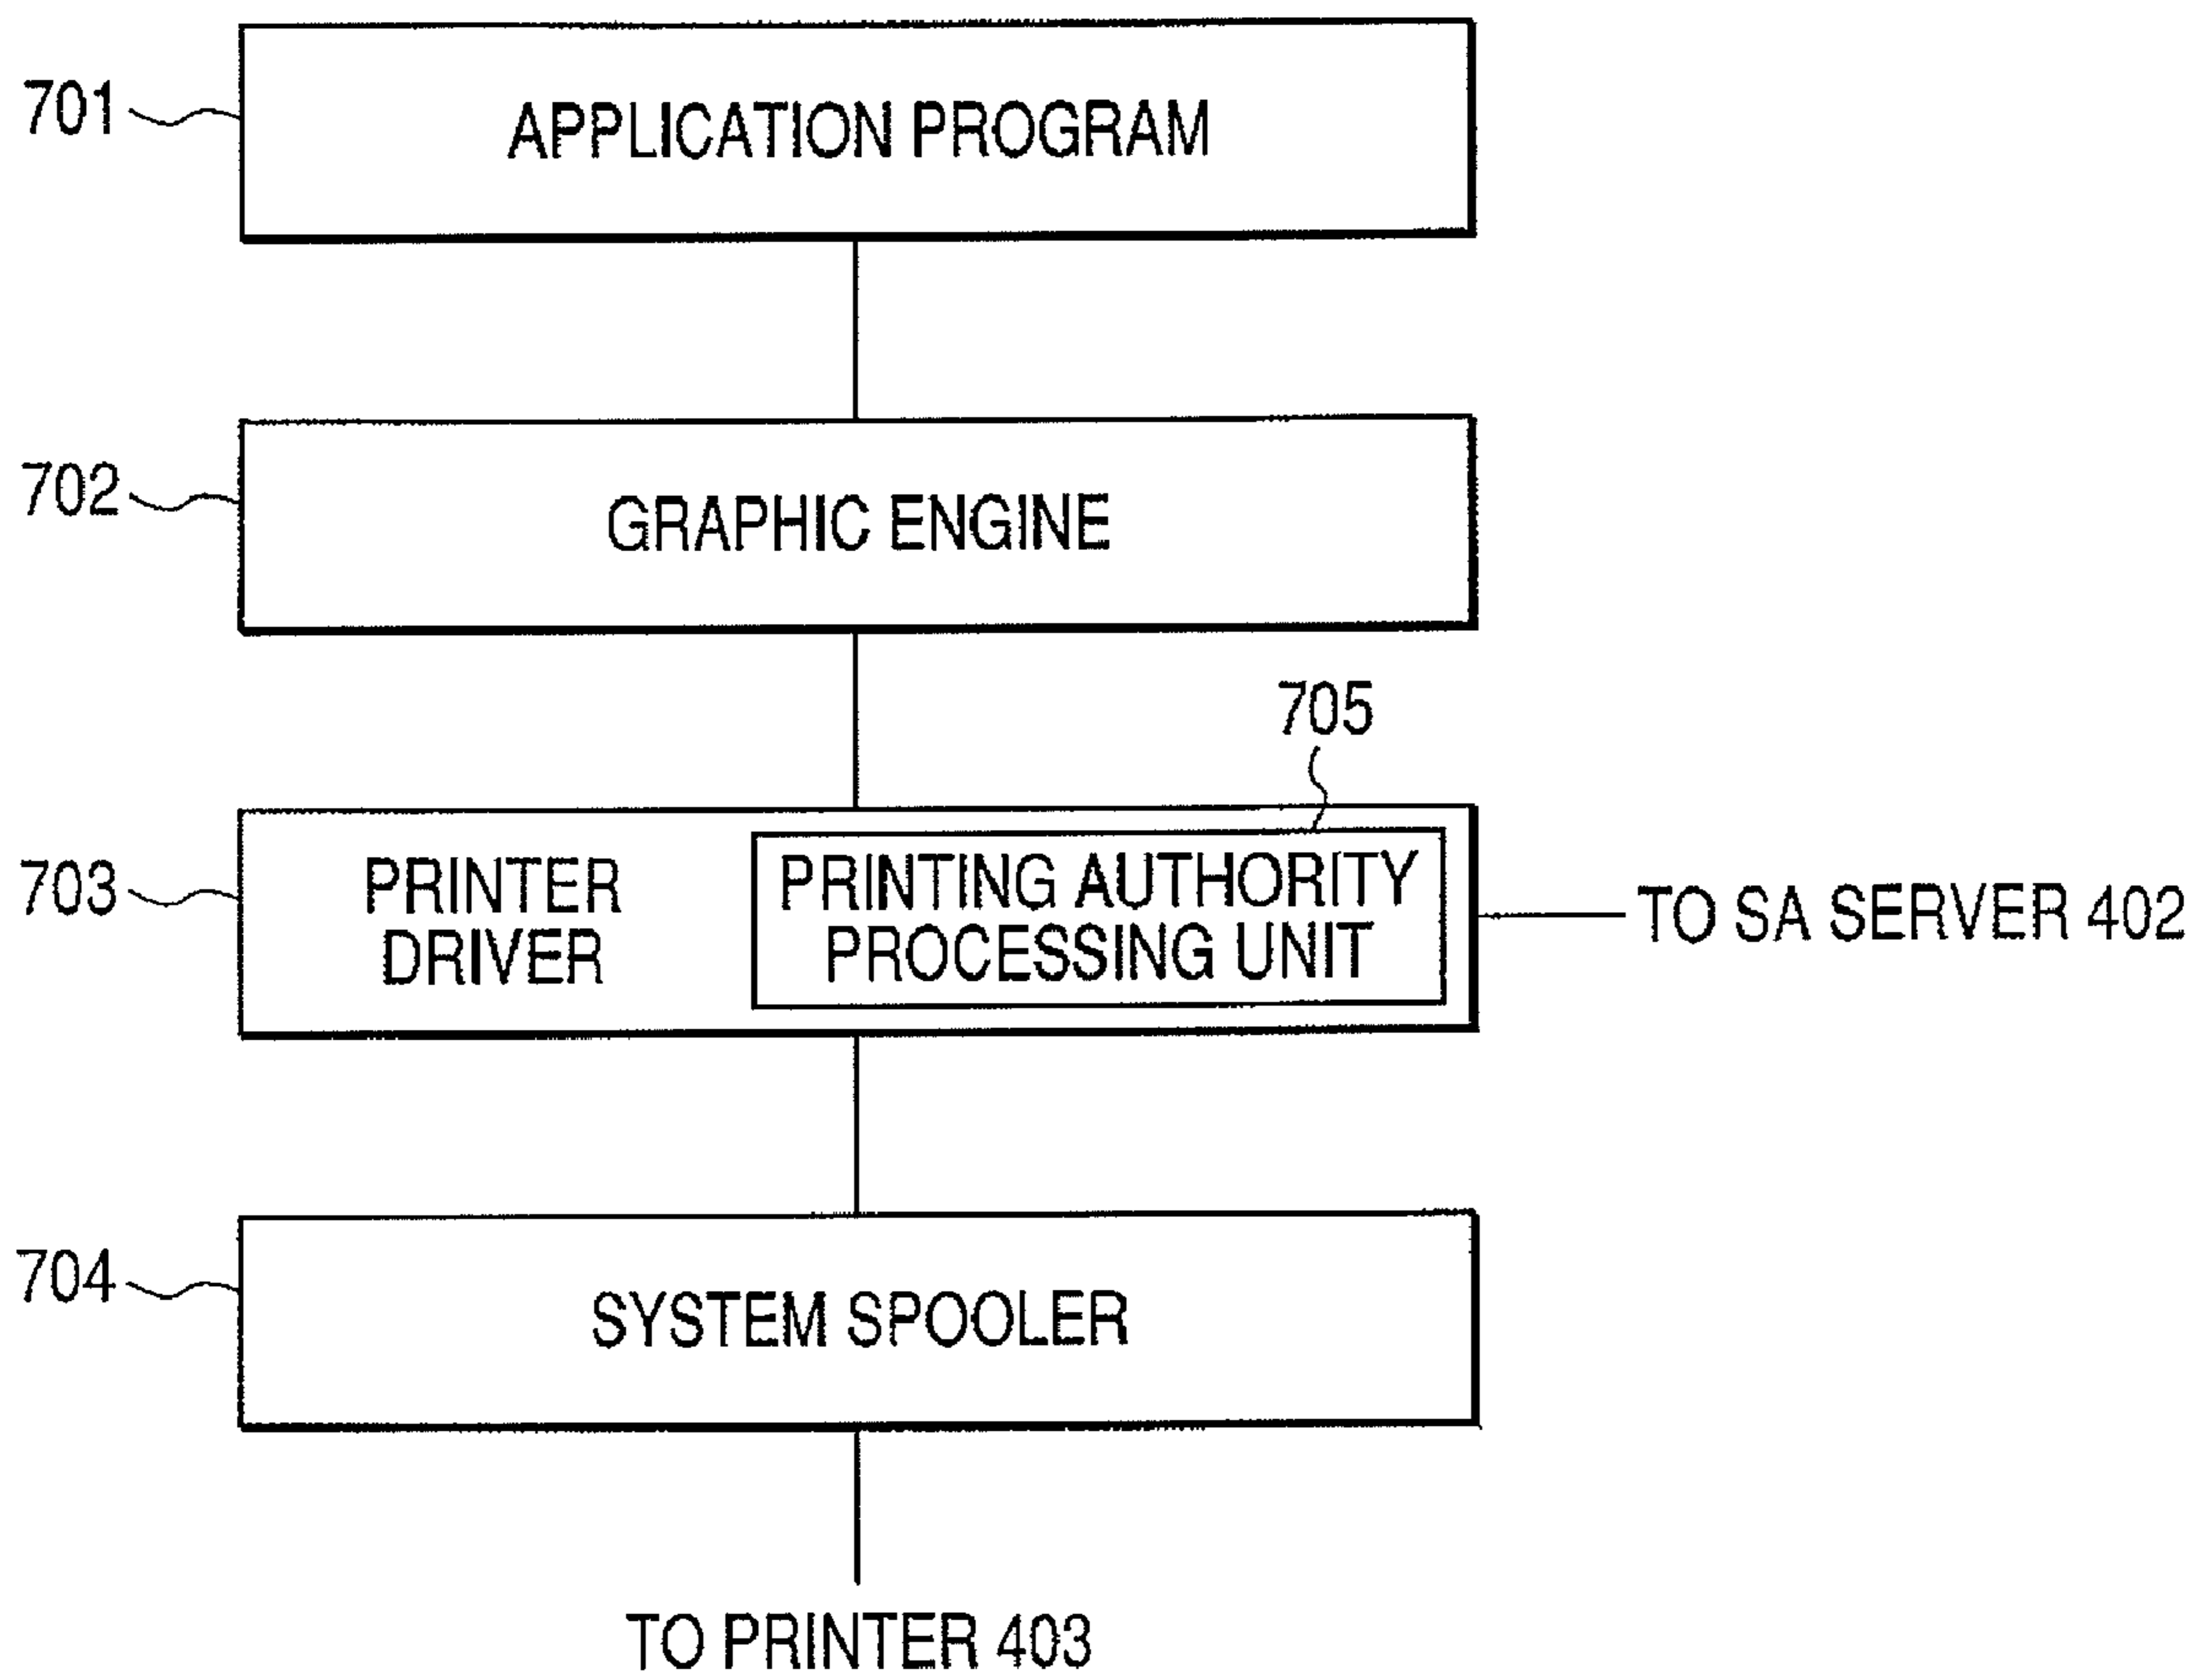 701
APPLICATION PROGRAM
702
GRAPHIC ENGINE
705
703
PRINTER
DRIVER
PRINTING AUTHORITY
PROCESSING UNIT
TO SA SERVER 402
704
SYSTEM SPOOLER
TO PRINTER 403